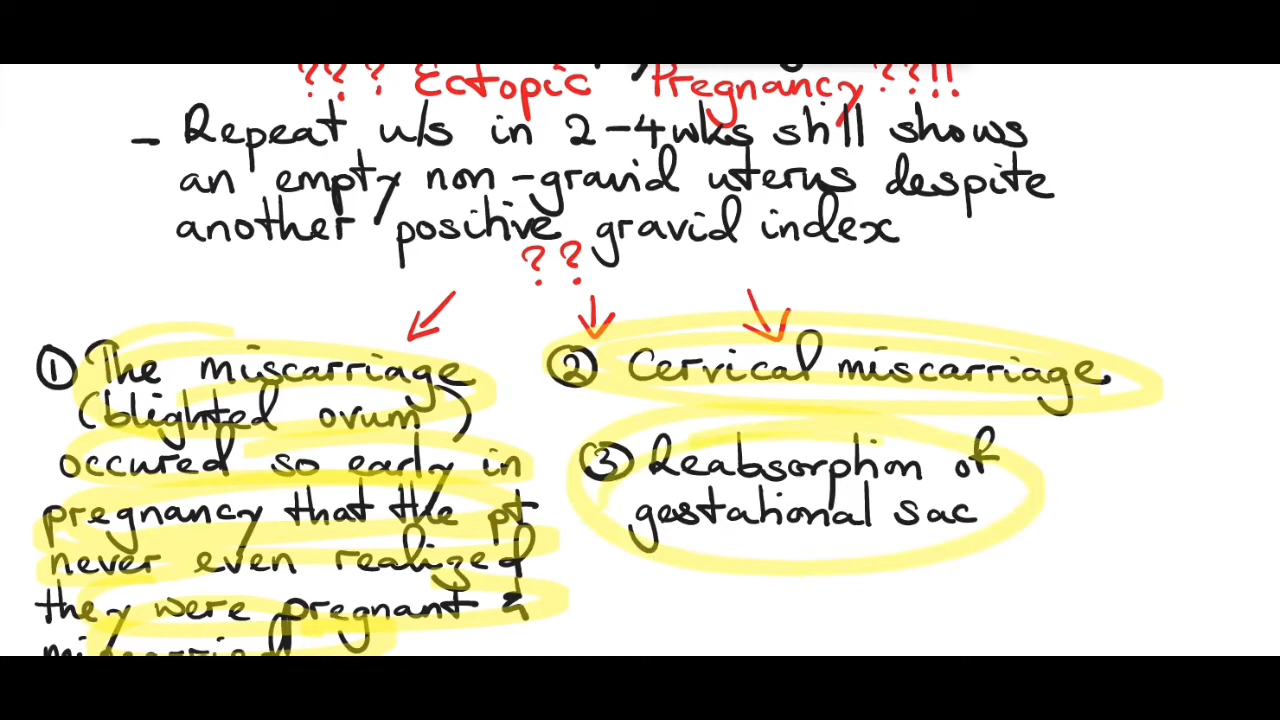 ??? Ectopic Pregnancy ??!!
- Repeat u/s in 2-4wks still shows
an empty non-gravid uterus despite
another positive gravid index
??
① The miscarriage
(blighted ovum)
occured so early in
pregnancy that the pt
never even realized
they were pregnant &
miscarried
② Cervical miscarriage.
③ Reabsorption of
gestational sac